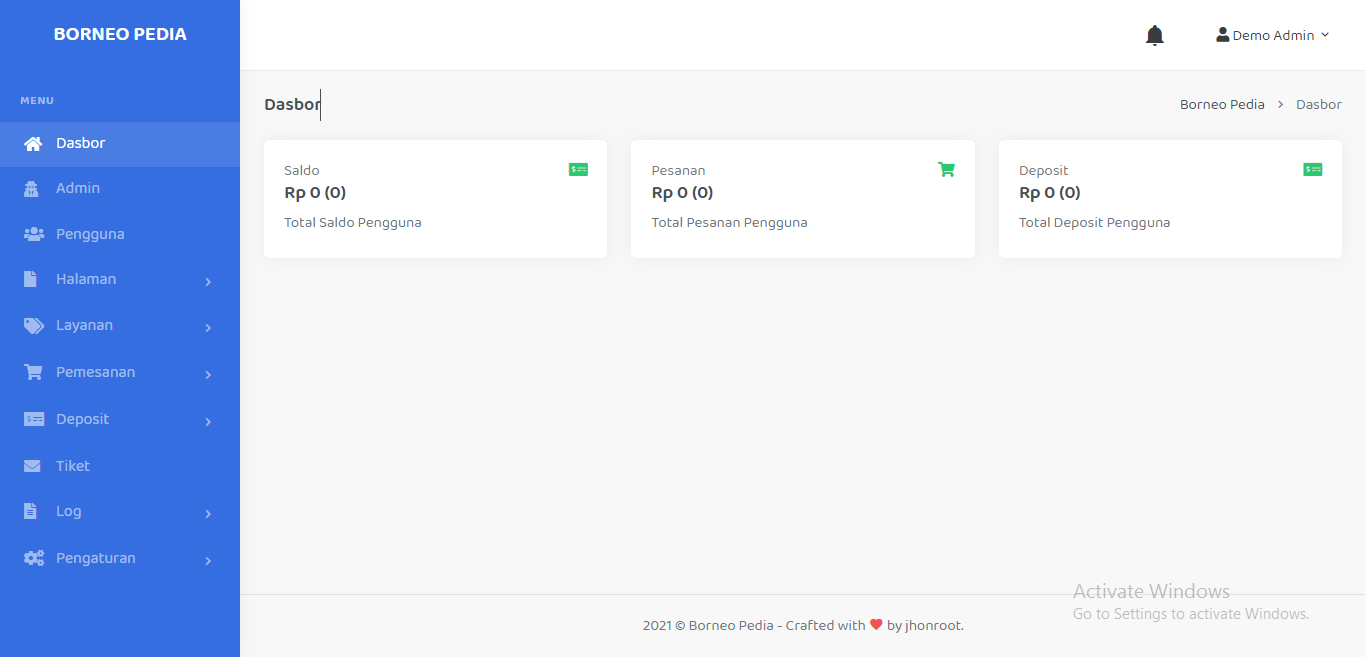 BORNEO PEDIA
Demo Admin
MENU
Dasbor
Admin
Pengguna
Halaman
Layanan
Pemesanan
Deposit
Tiket
Log
Pengaturan
Dasbor
Borneo Pedia > Dasbor
Saldo
Rp 0 (0)
Total Saldo Pengguna
Pesanan
Rp 0 (0)
Total Pesanan Pengguna
Deposit
Rp 0 (0)
Total Deposit Pengguna
Activate Windows
Go to Settings to activate Windows.
2021 © Borneo Pedia - Crafted with ❤ by jhonroot.